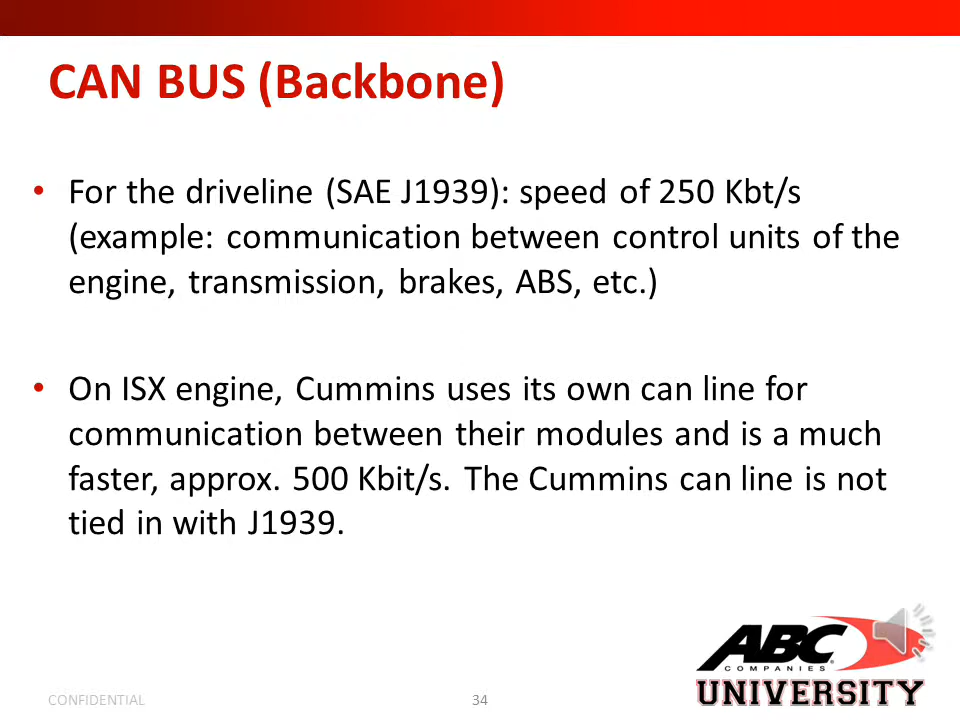 CAN BUS (Backbone)
• For the driveline (SAE J1939): speed of 250 Kbt/s
(example: communication between control units of the
engine, transmission, brakes, ABS, etc.)
• On ISX engine, Cummins uses its own can line for
communication between their modules and is a much
faster, approx. 500 Kbit/s. The Cummins can line is not
tied in with J1939.
ABC
COMPANIES
UNIVERSITY
CONFIDENTIAL
34